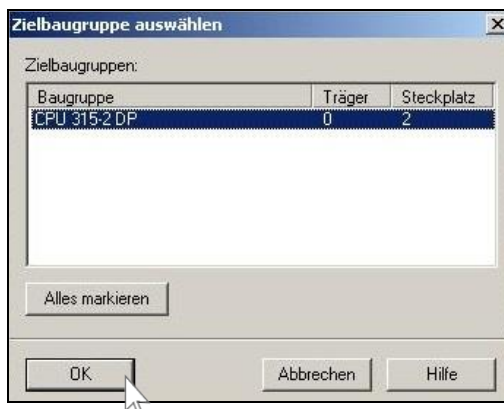 Zielbaugruppe auswählen
Zielbaugruppen:
Baugruppe Träger Steckplatz
CPU 315-2 DP 0 2
Alles markieren
OK Abbrechen Hilfe